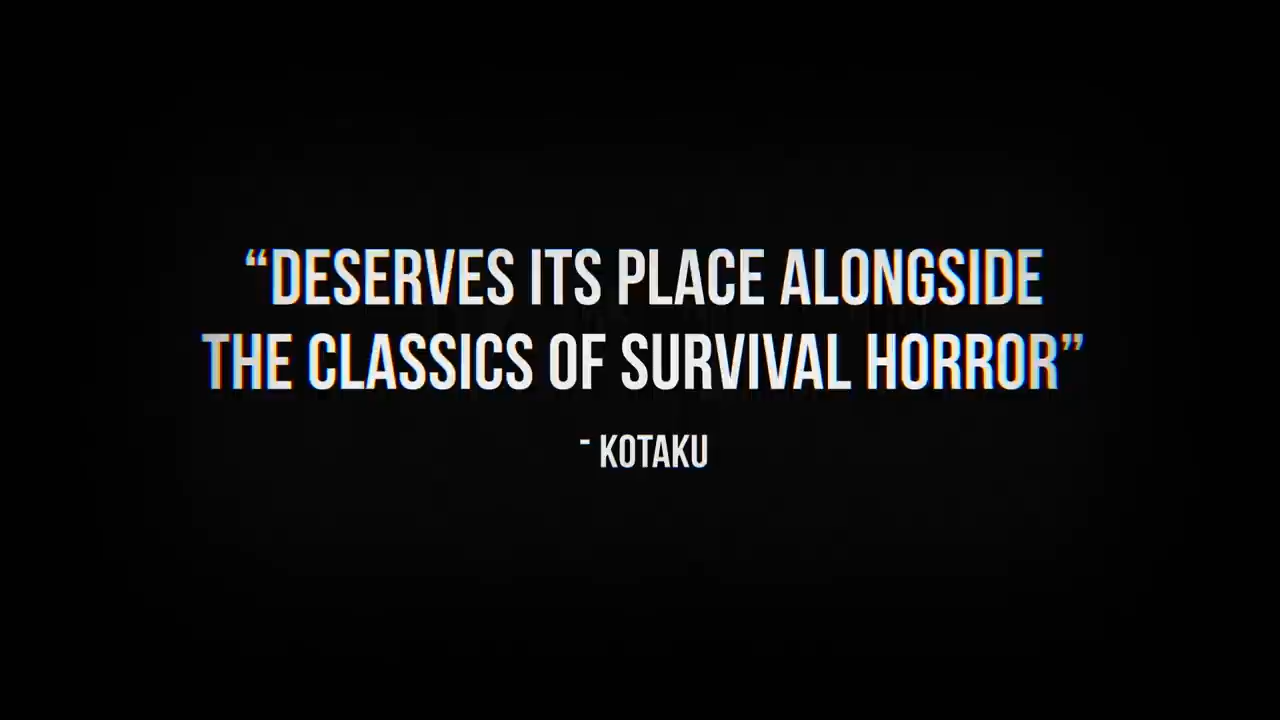 “DESERVES ITS PLACE ALONGSIDE
THE CLASSICS OF SURVIVAL HORROR”
- KOTAKU